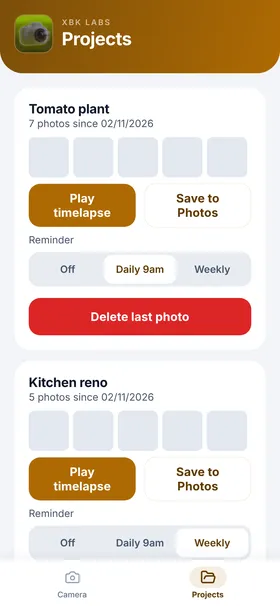 XBK LABS
Projects
Tomato plant
7 photos since 02/11/2026
Play
timelapse
Save to
Photos
Reminder
Off
Daily 9am
Weekly
Delete last photo
Kitchen reno
5 photos since 02/11/2026
Play
timelapse
Save to
Photos
Reminder
Off
Daily 9am
Weekly
Camera
Projects